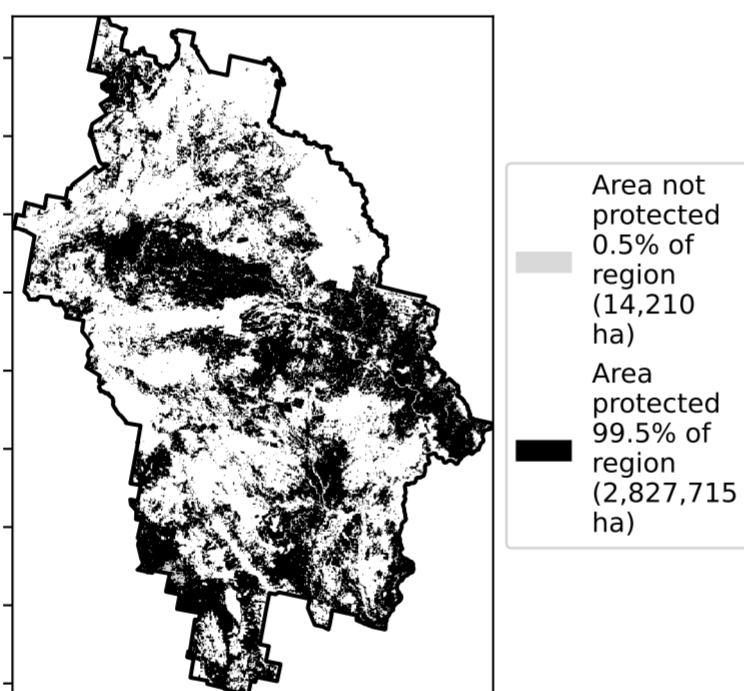 Area not
protected
0.5% of
region
(14,210
ha)
Area
protected
99.5% of
region
(2,827,715
ha)